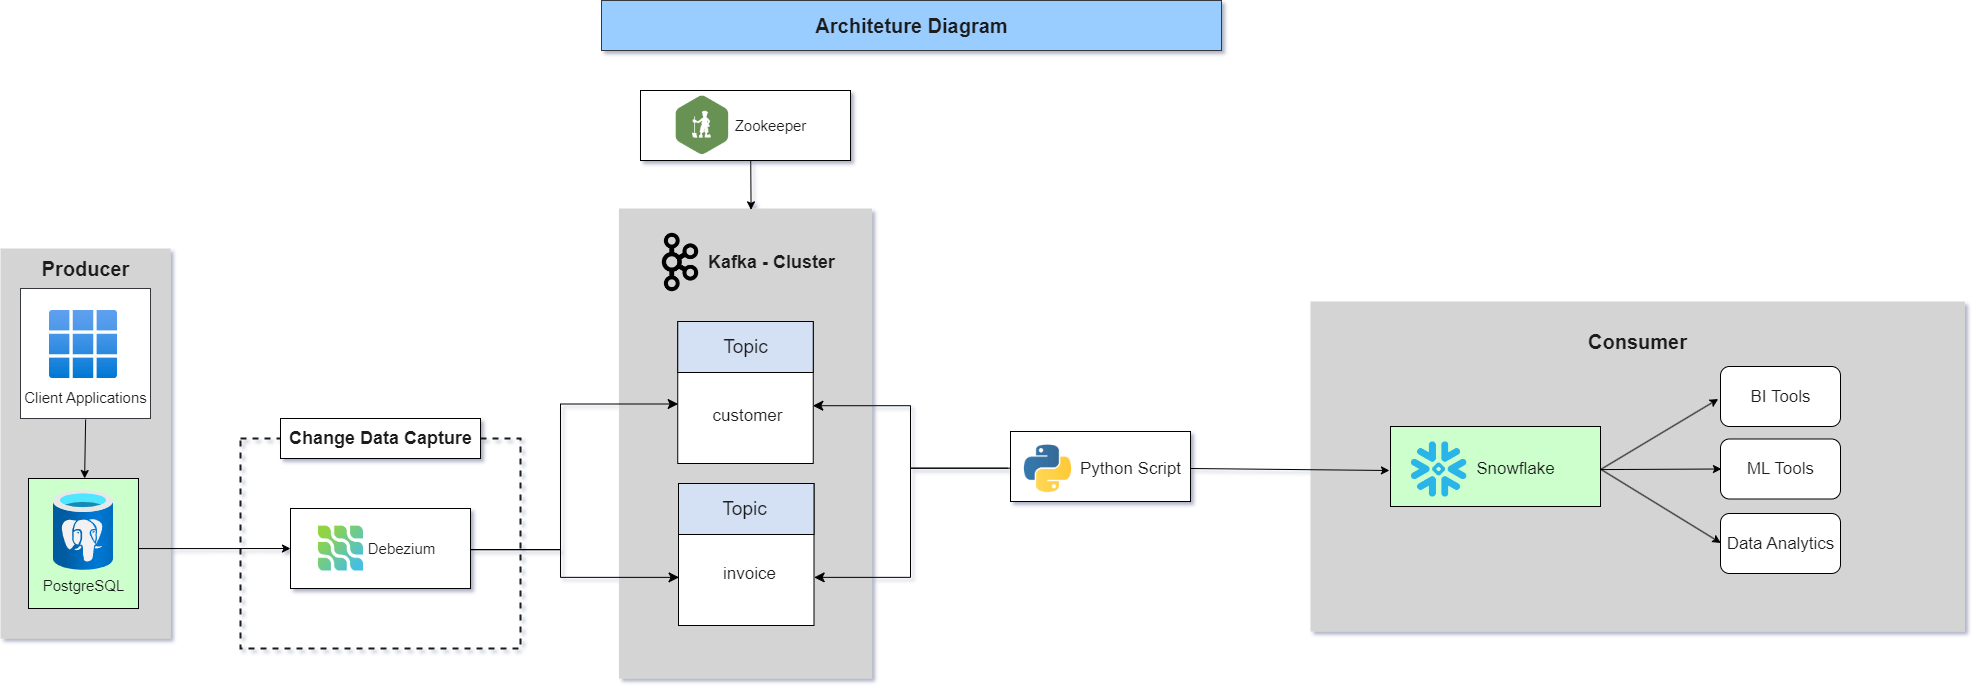 Architeture Diagram
Zookeeper
Kafka - Cluster
Producer
Client Applications
PostgreSQL
Change Data Capture
Debezium
Topic
customer
Topic
invoice
Python Script
Consumer
Snowflake
BI Tools
ML Tools
Data Analytics